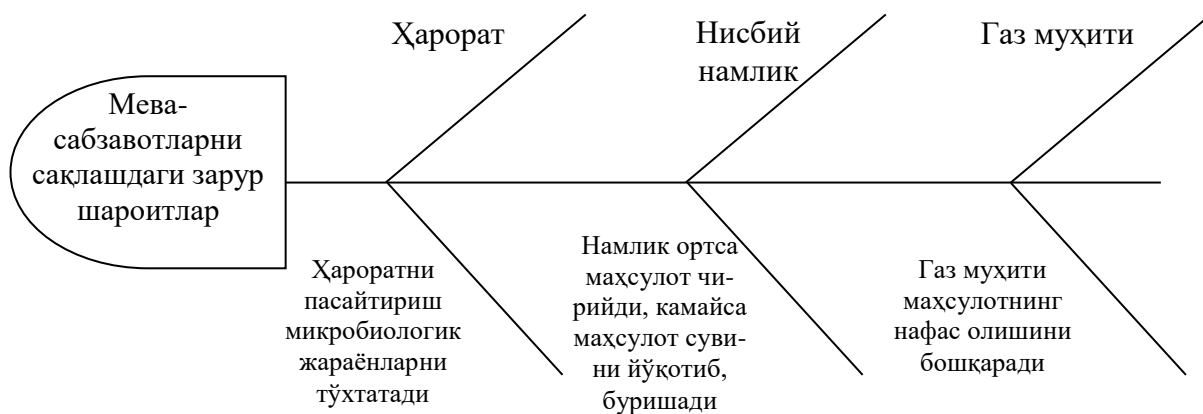 Ҳарорат
Нисбий
намлик
Газ муҳити
Мева-
сабзавотларни
сақлашдаги зарур
шароитлар
Ҳароратни
пасайтириш
микробиологик
жараёнларни
тўхтатади
Намлик ортса
маҳсулот чи-
рийди, камайса
маҳсулот суви-
ни йўқотиб,
буришади
Газ муҳити
маҳсулотнинг
нафас олишини
бошқаради